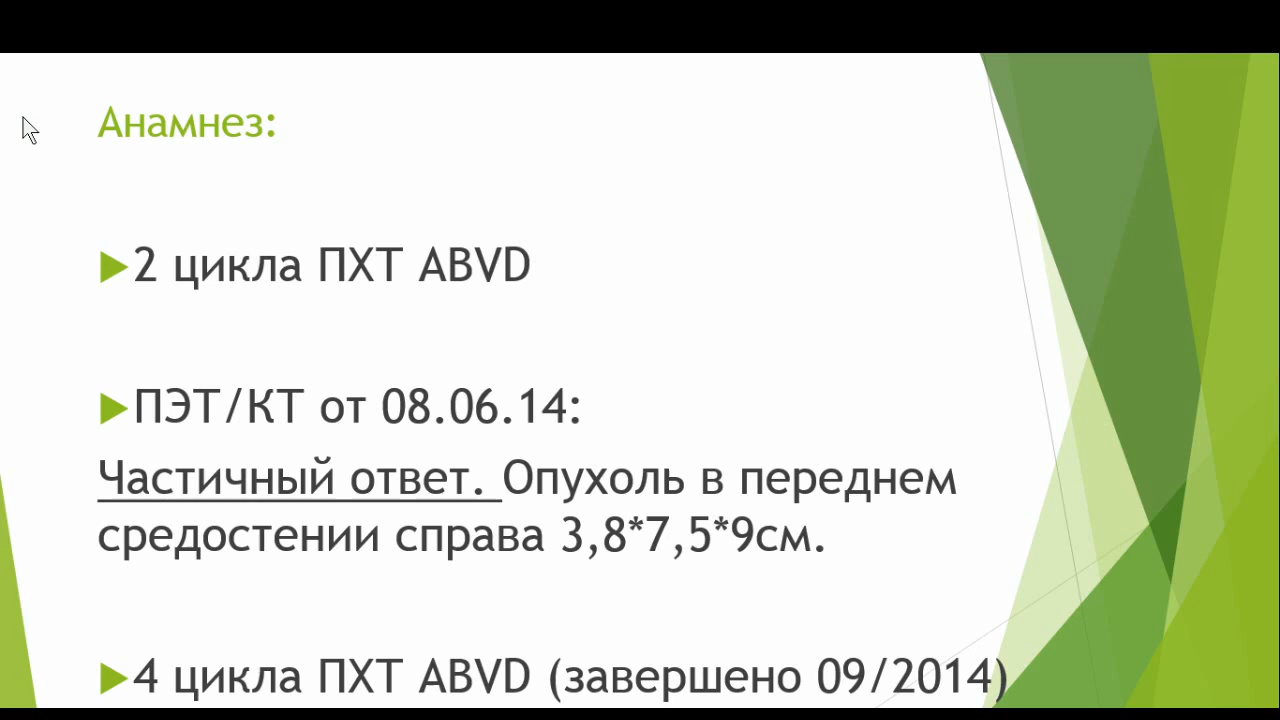 Анамнез:
2 цикла ПХТ ABVD
ПЭТ/КТ от 08.06.14:
Частичный ответ. Опухоль в переднем
средостении справа 3,8*7,5*9см.
4 цикла ПХТ ABVD (завершено 09/2014)